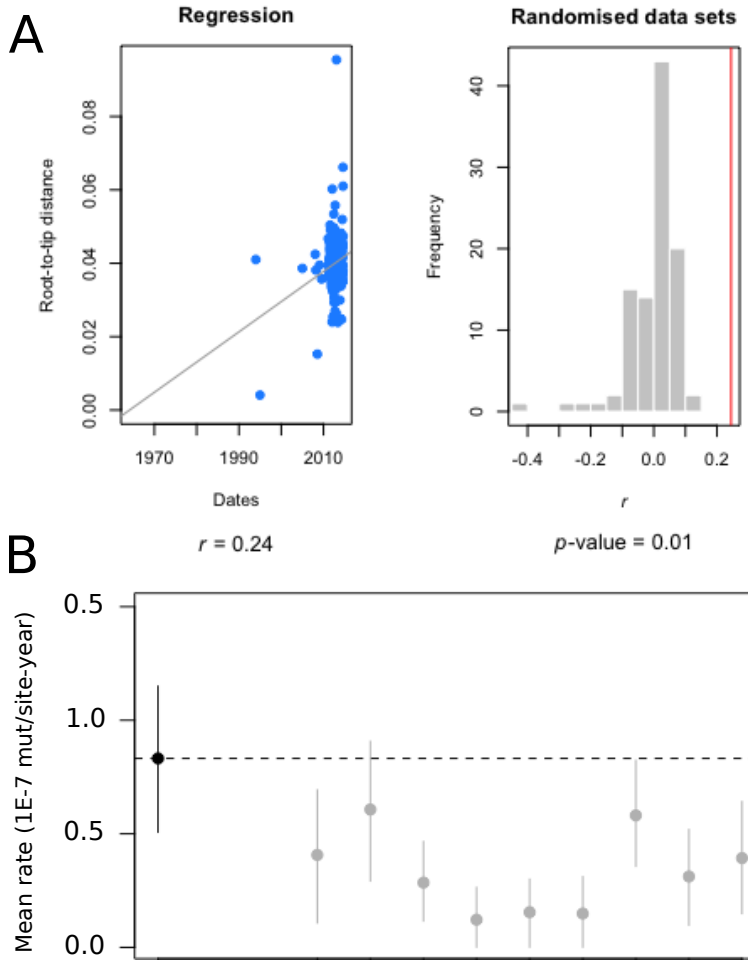 A
Regression
Randomised data sets
Root-to-tip distance
0.00 0.02 0.04 0.06 0.08
1970 1990 2010
Dates
Frequency
0 10 20 30 40
-0.4 -0.2 0.0 0.2
r
r = 0.24
p-value = 0.01
B
Mean rate (1E-7 mut/site-year)
0.5
1.0
0.5
0.0